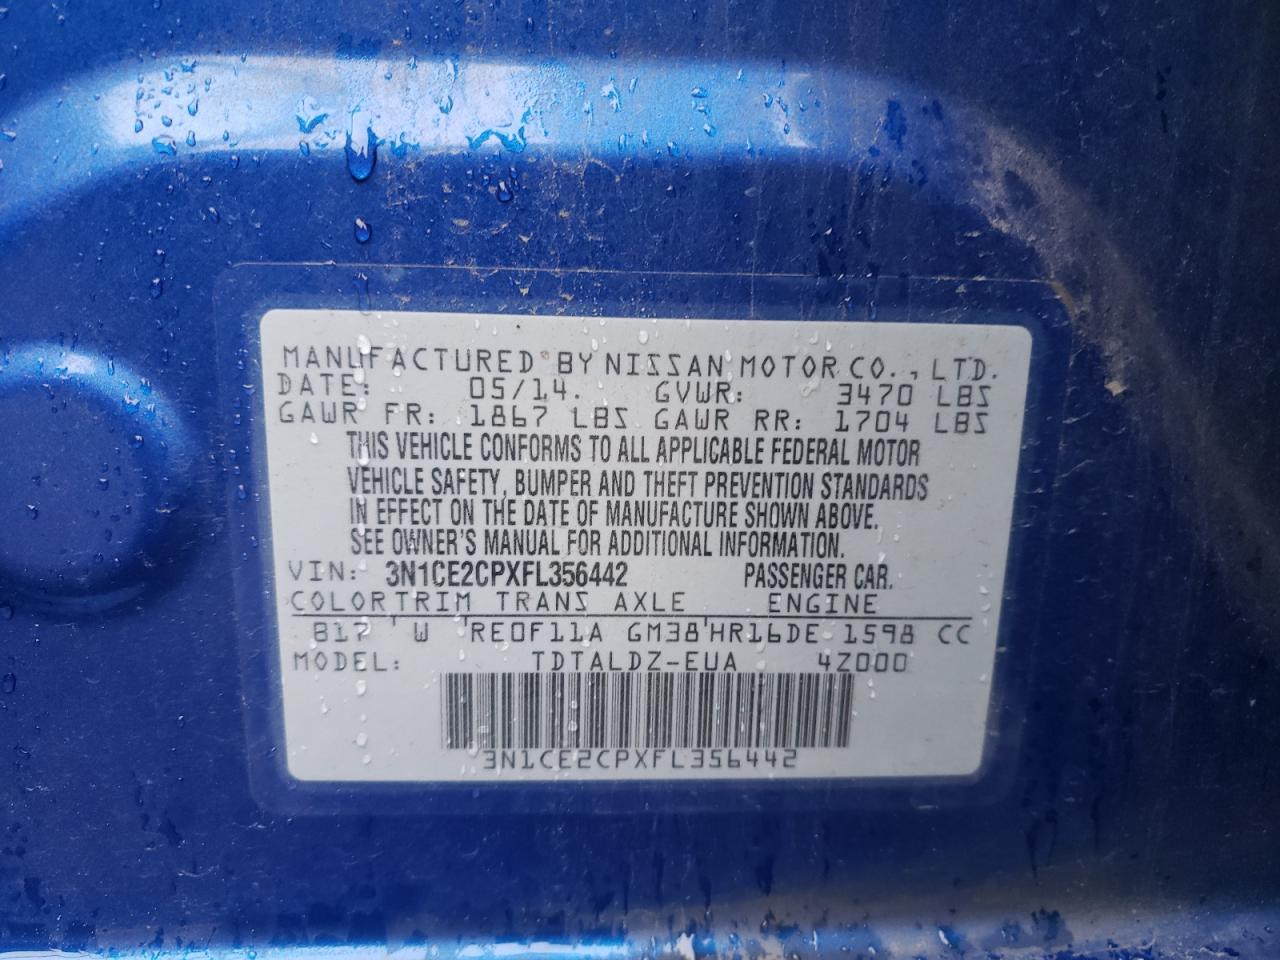 MANUFACTURED BY NISSAN MOTOR CO., LTD.
DATE: 05/14. GVWR: 3470 LBS
GAWR FR: 1867 LBS GAWR RR: 1704 LBS
THIS VEHICLE CONFORMS TO ALL APPLICABLE FEDERAL MOTOR
VEHICLE SAFETY, BUMPER AND THEFT PREVENTION STANDARDS
IN EFFECT ON THE DATE OF MANUFACTURE SHOWN ABOVE.
SEE OWNER'S MANUAL FOR ADDITIONAL INFORMATION.
VIN: 3N1CE2CPXFL356442 PASSENGER CAR.
COLOR TRIM TRANS AXLE ENGINE
B17 ' W ' RE0F11A GM38 ' HR16DE 1598 CC
MODEL: TDTALDZ-EUA 4Z000
3N1CE2CPXFL356442